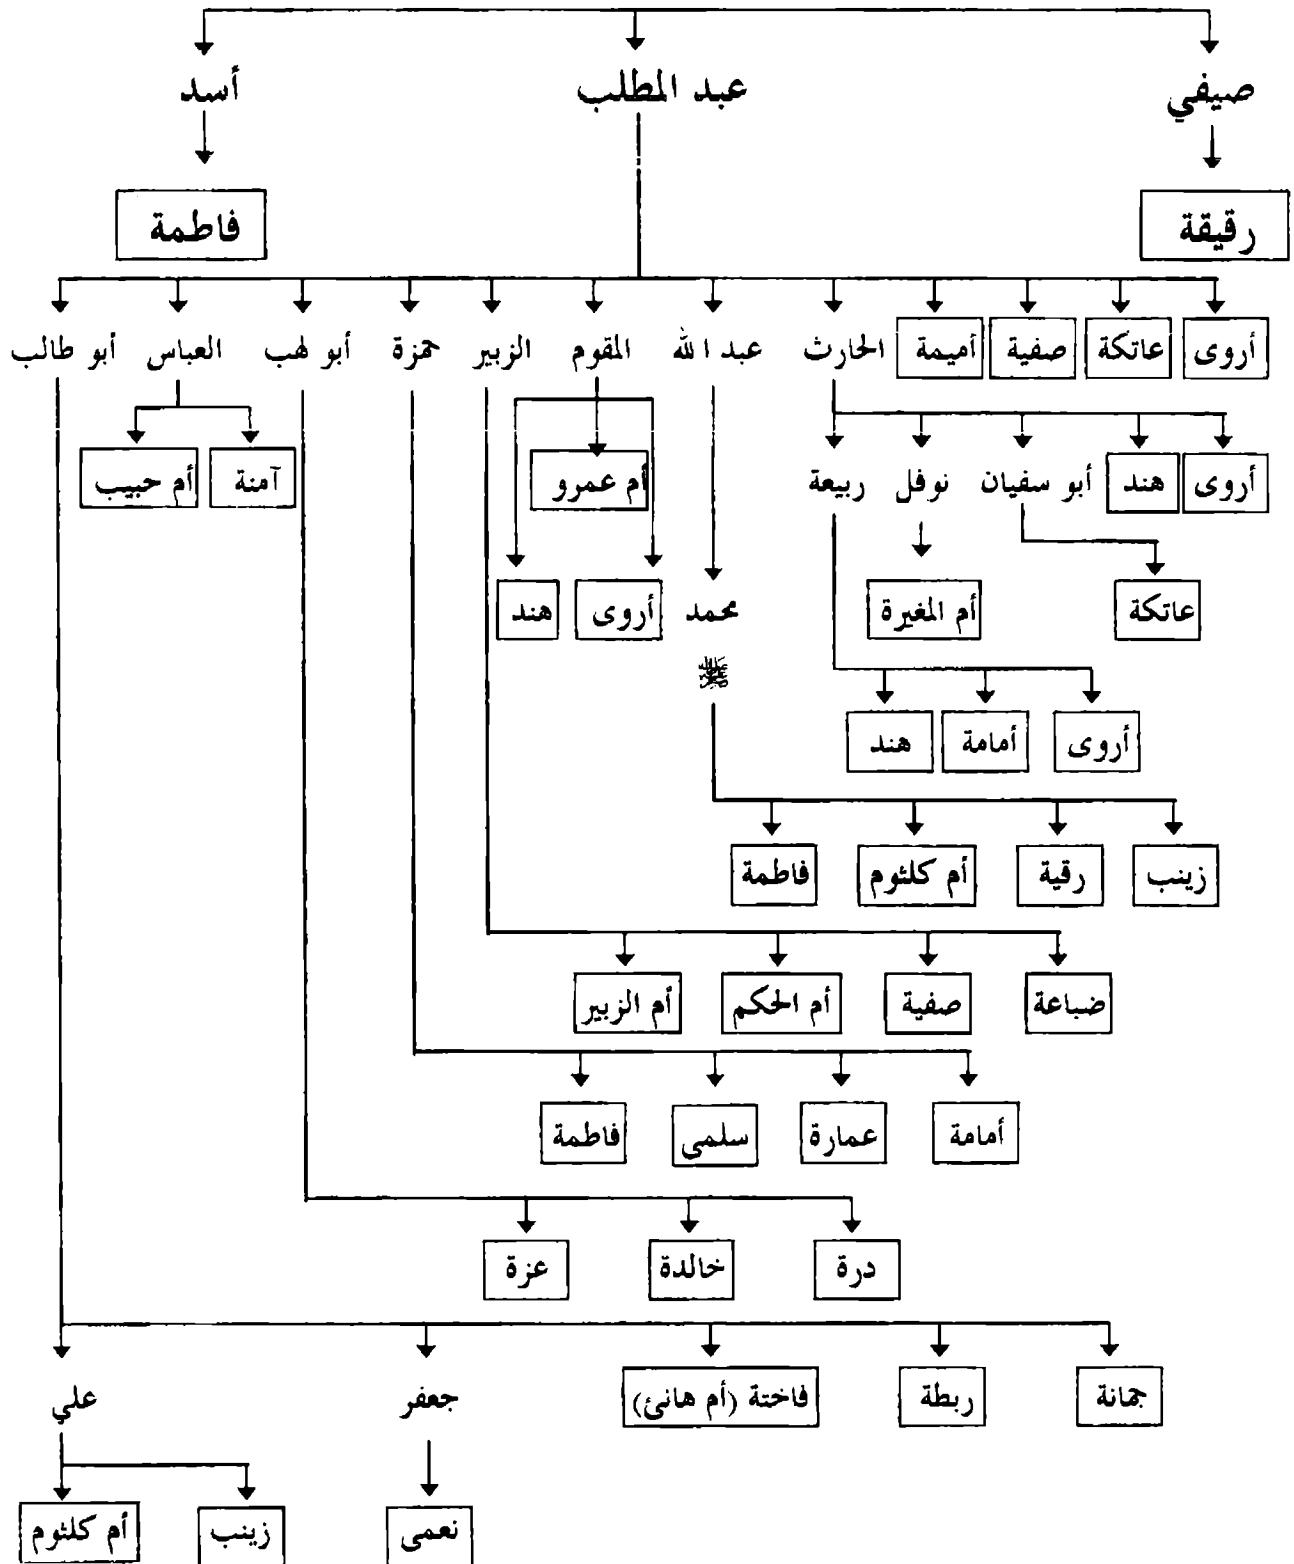 صيفي عبد المطلب أسد
رقيقة فاطمة
أروى عاتكة صفية أميمة الحارث عبد الله المقوم الزبير حمزة أبو لهب العباس أبو طالب
أروى هند أبو سفيان نوفل ربيعة أم عمرو آمنة أم حبيب
عاتكة أم المغيرة محمد أروى هند
ﷺ
أروى أمامة هند
زينب رقية أم كلثوم فاطمة
ضباعة صفية أم الحكم أم الزبير
أمامة عمارة سلمى فاطمة
درة خالدة عزة
جمانة ربطة فاختة (أم هانئ) جعفر علي
نعمى زينب أم كلثوم